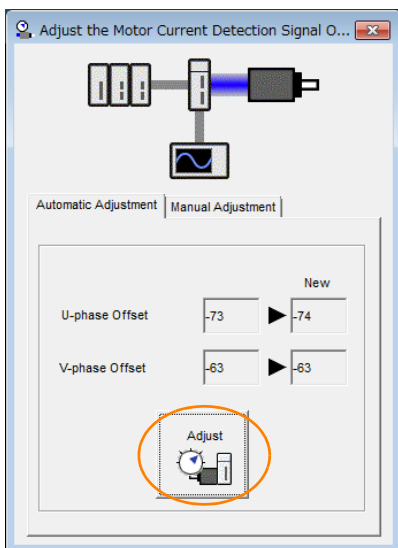 Adjust the Motor Current Detection Signal O...
Automatic Adjustment Manual Adjustment
New
U-phase Offset -73 -74
V-phase Offset -63 -63
Adjust